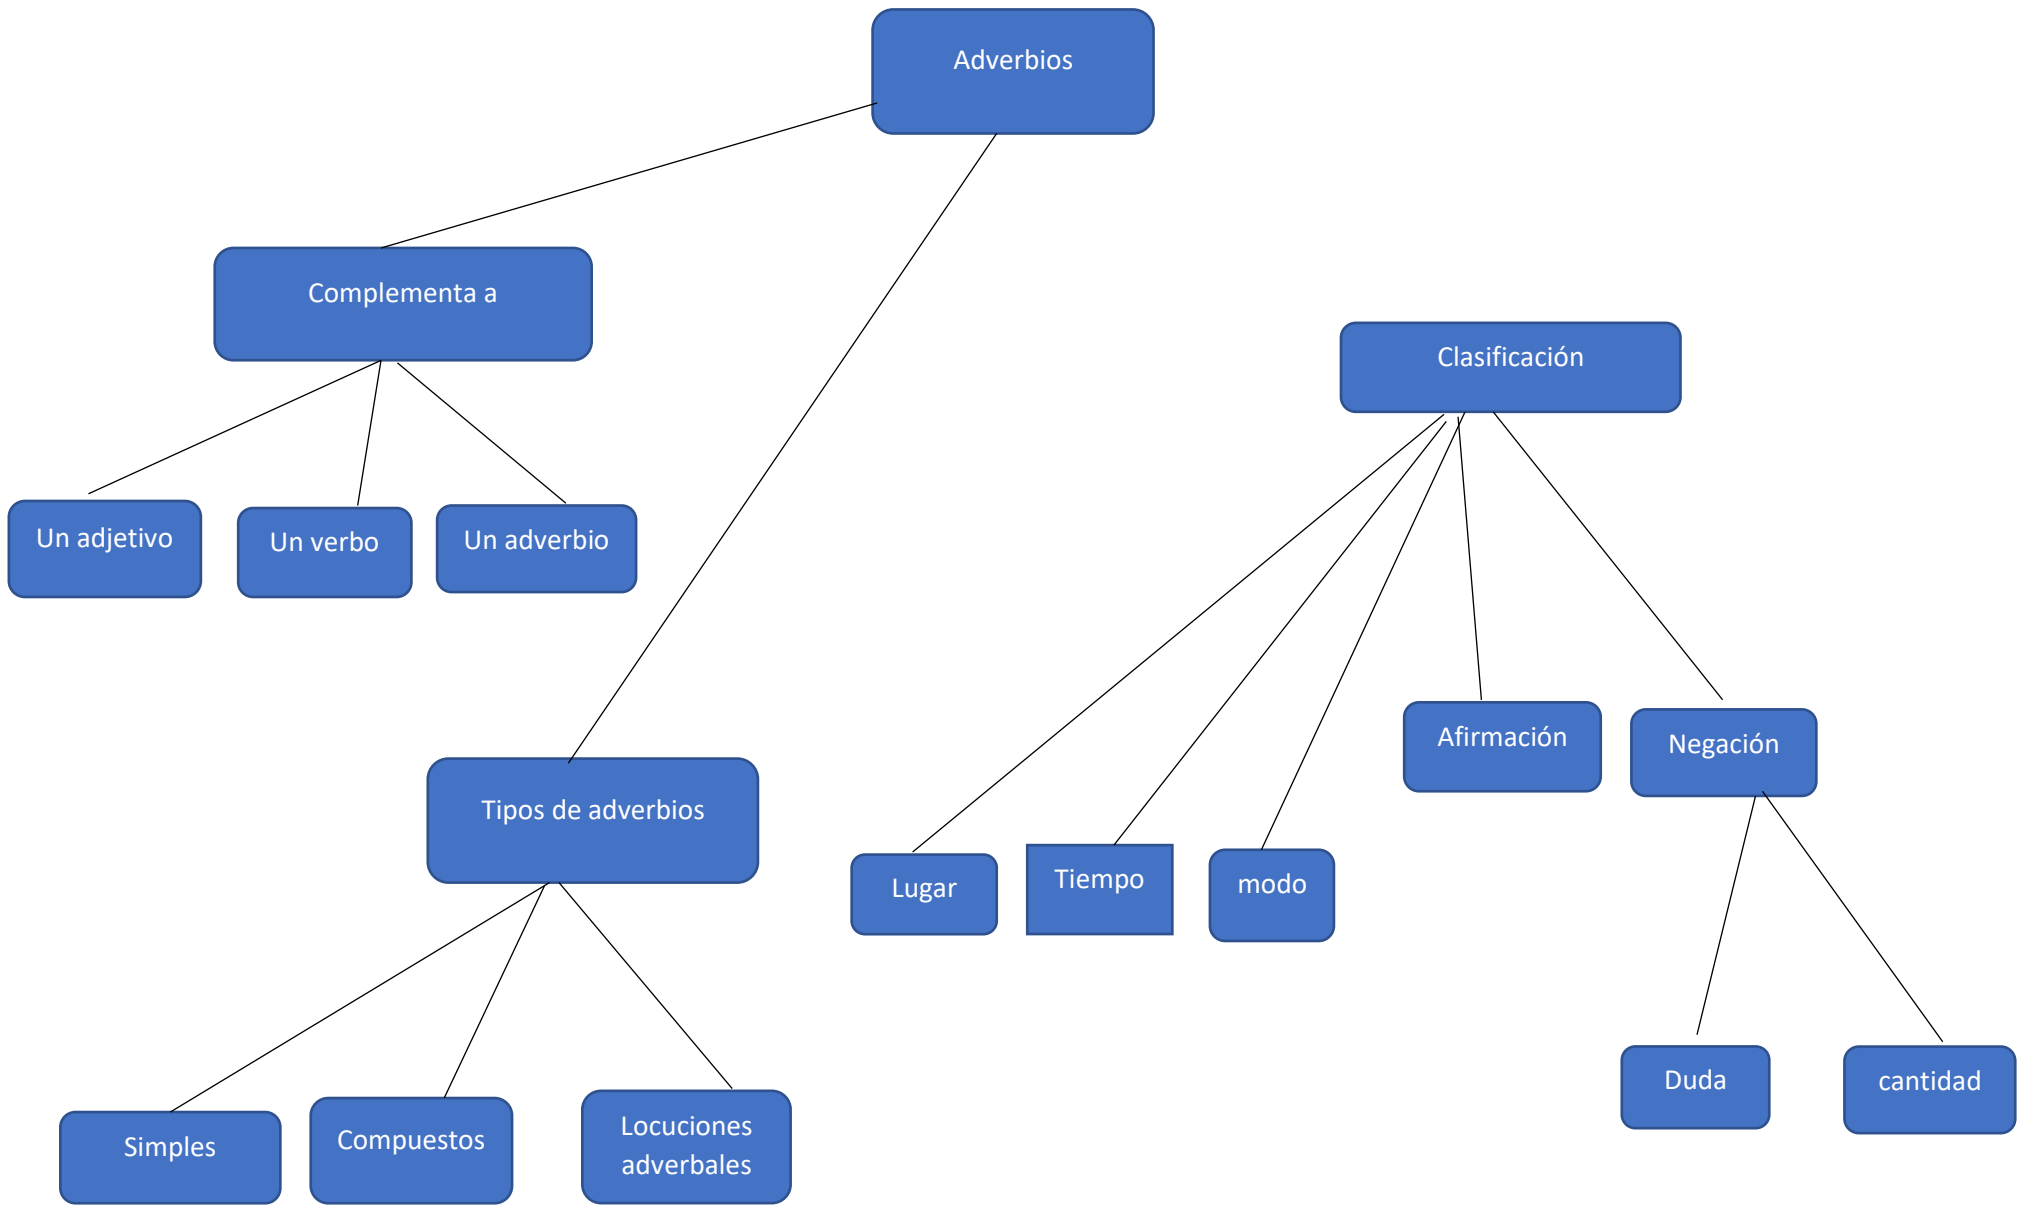 Adverbios
Complementa a
Clasificación
Un adjetivo
Un verbo
Un adverbio
Afirmación
Negación
Tipos de adverbios
Lugar
Tiempo
modo
Duda
cantidad
Simples
Compuestos
Locuciones
adverbales